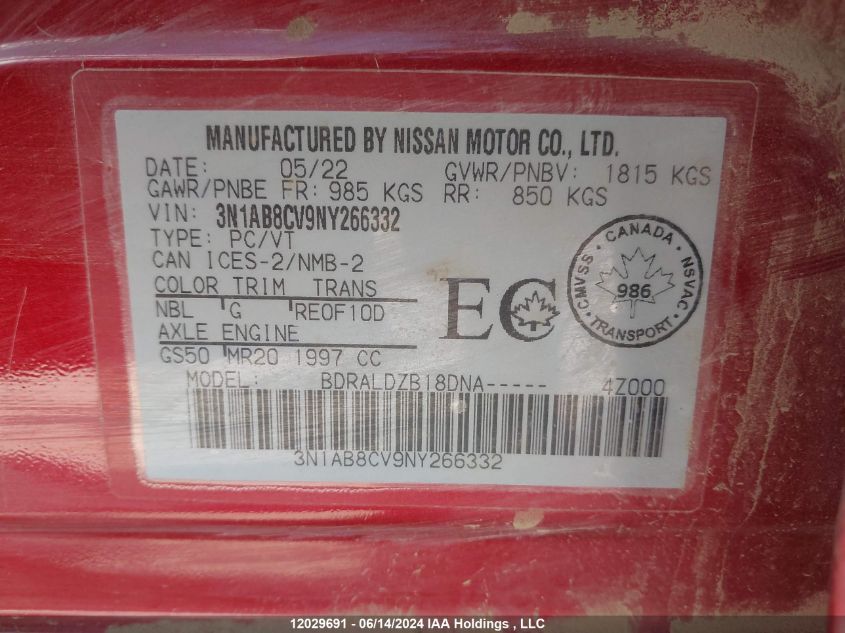 MANUFACTURED BY NISSAN MOTOR CO., LTD.
DATE: 05/22 GVWR/PNBV: 1815 KGS
GAWR/PNBE FR: 985 KGS RR: 850 KGS
VIN: 3N1AB8CV9NY266332
TYPE: PC/VT
CAN ICES-2/NMB-2
COLOR TRIM TRANS
NBL G RE0F10D
AXLE ENGINE
GS50 MR20 1997 CC
EC
CANADA
CMVSS 986 NSVAC
TRANSPORT
MODEL: BDRALDZB18DNA----- 4Z000
3N1AB8CV9NY266332
12029691 - 06/14/2024 IAA Holdings , LLC